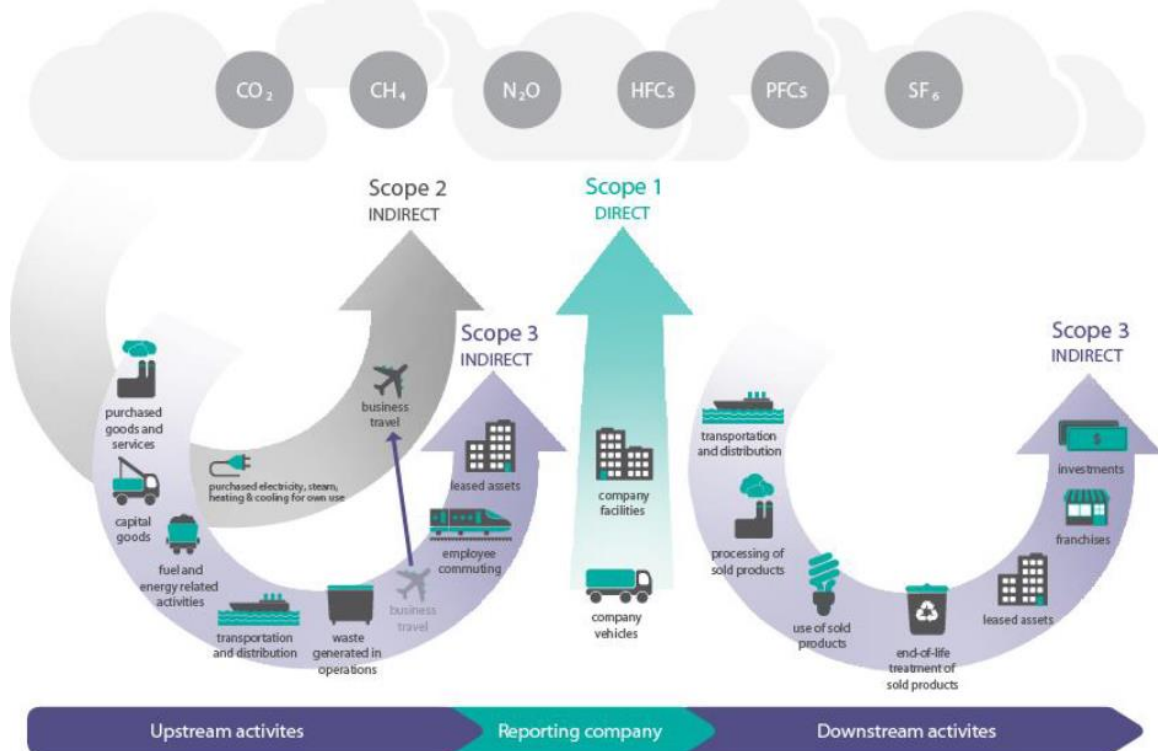 CO₂
CH₄
N₂O
HFCs
PFCs
SF₆
Scope 2
INDIRECT
Scope 1
DIRECT
Scope 3
INDIRECT
Scope 3
INDIRECT
purchased
goods and
services
capital
goods
fuel and
energy related
activities
purchased electricity, steam,
heating & cooling for own use
transportation
and distribution
waste
generated in
operations
business
travel
business
travel
employee
commuting
leased assets
company
facilities
company
vehicles
transportation
and distribution
processing of
sold products
use of sold
products
end-of-life
treatment of
sold products
leased assets
franchises
investments
$
Upstream activites
Reporting company
Downstream activites